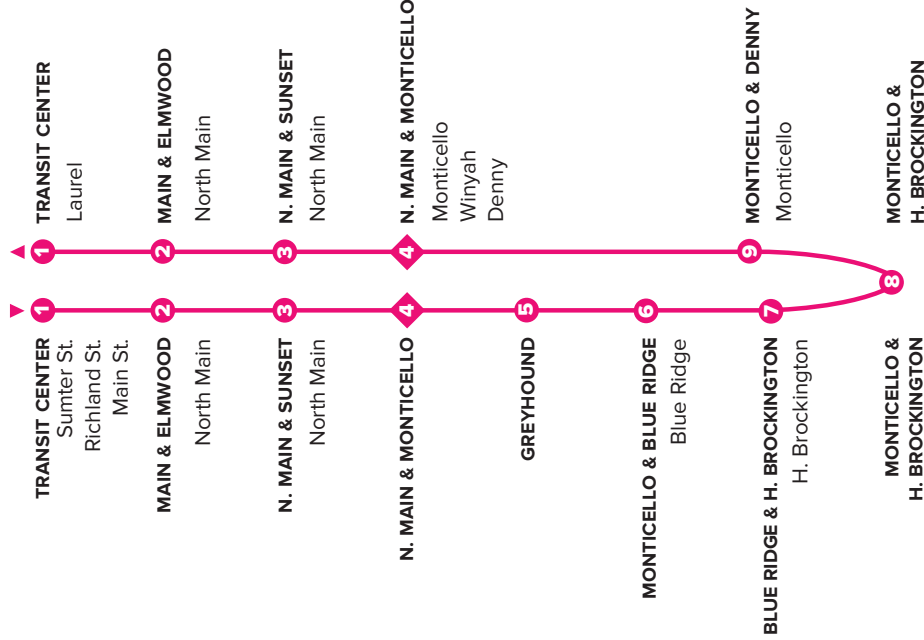 TRANSIT CENTER
Laurel
MAIN & ELMWOOD
North Main
N. MAIN & SUNSET
North Main
N. MAIN & MONTICELLO
Monticello
Winyah
Denny
MONTICELLO & DENNY
Monticello
MONTICELLO &
H. BROCKINGTON
1
2
3
4
9
8
1
2
3
4
5
6
7
TRANSIT CENTER
Sumter St.
Richland St.
Main St.
MAIN & ELMWOOD
North Main
N. MAIN & SUNSET
North Main
N. MAIN & MONTICELLO
GREYHOUND
MONTICELLO & BLUE RIDGE
Blue Ridge
BLUE RIDGE & H. BROCKINGTON
H. Brockington
MONTICELLO &
H. BROCKINGTON